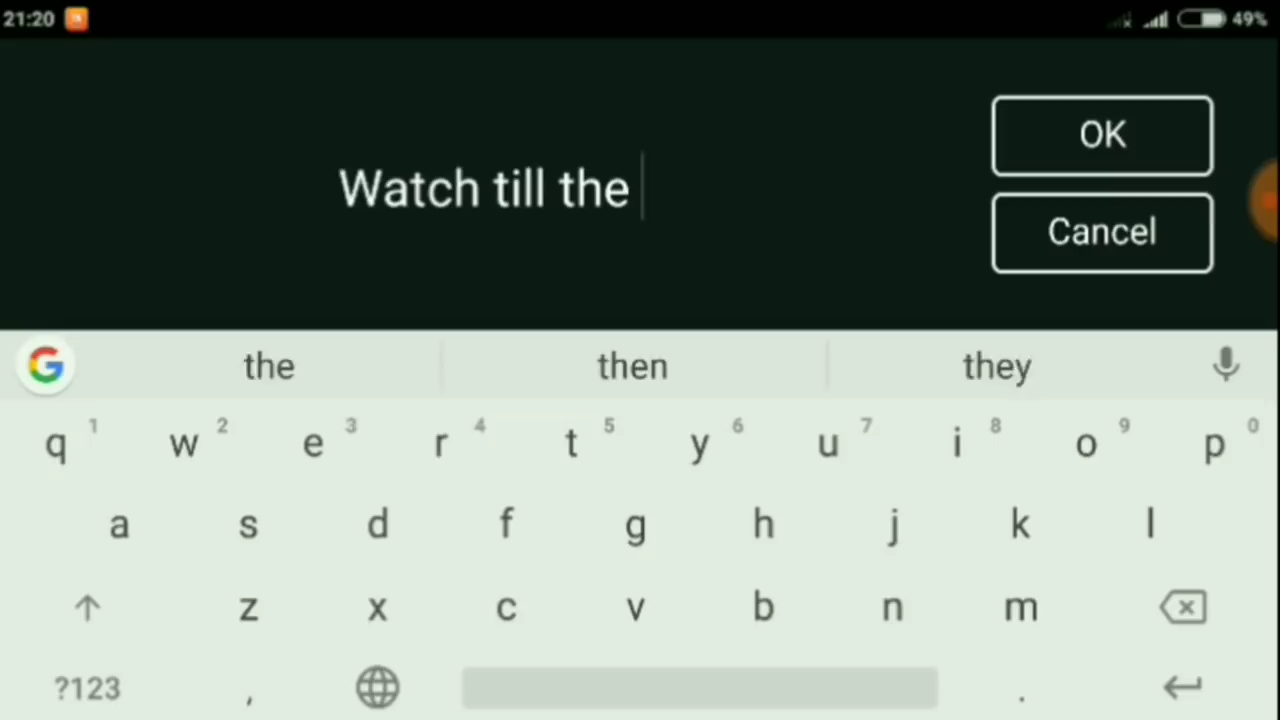 21:20 49%
OK
Watch till the
Cancel
the then they
q 1 w 2 e 3 r 4 t 5 y 6 u 7 i 8 o 9 p 0
a s d f g h j k l
z x c v b n m
?123 , .